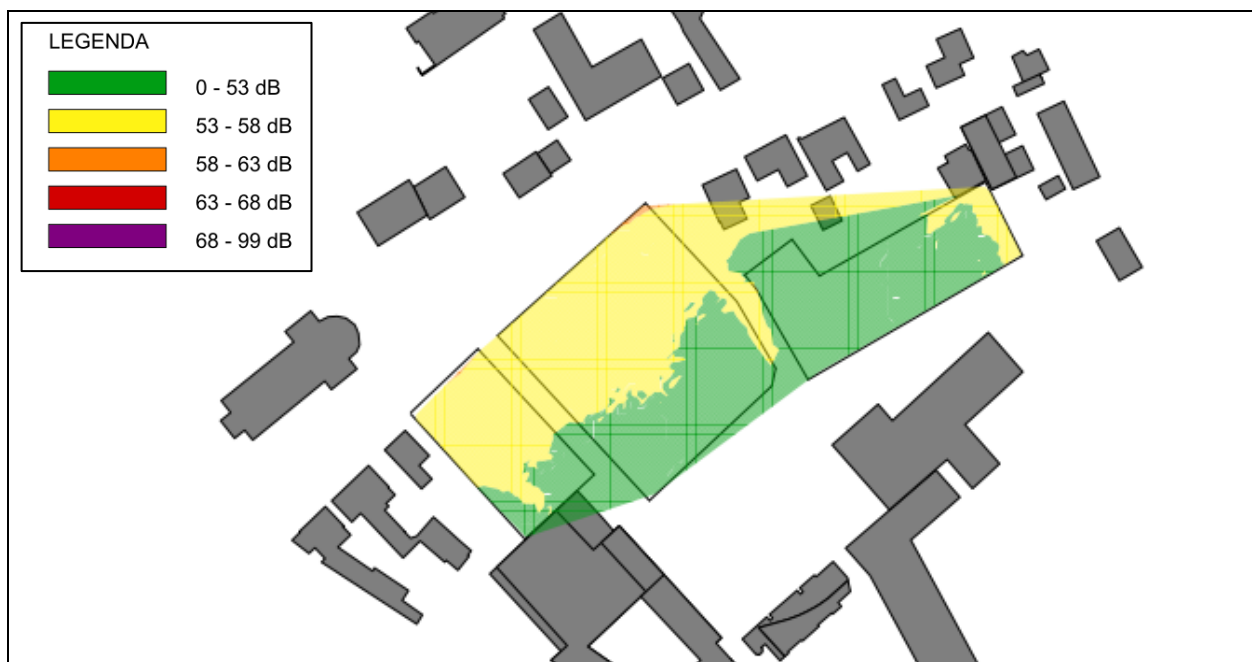 LEGENDA
0 - 53 dB
53 - 58 dB
58 - 63 dB
63 - 68 dB
68 - 99 dB